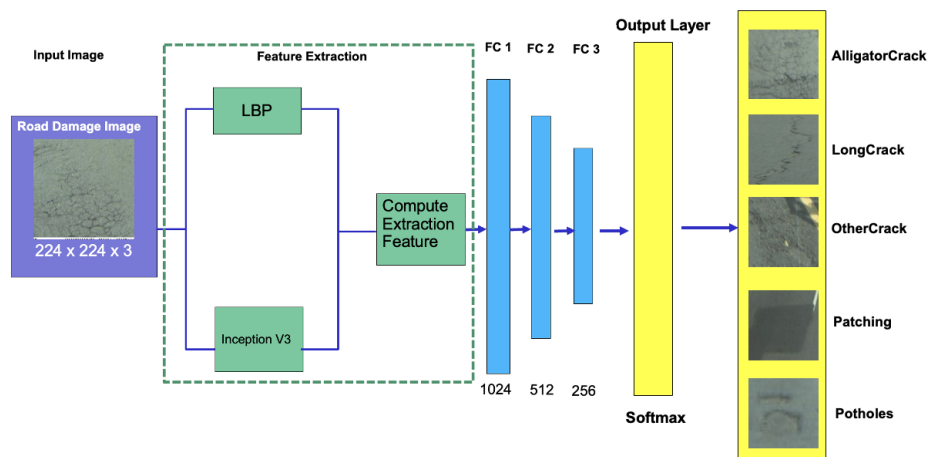 Input Image
Road Damage Image
224 x 224 x 3
Feature Extraction
LBP
Inception V3
Compute
Extraction
Feature
FC 1
FC 2
FC 3
1024
512
256
Output Layer
Softmax
AlligatorCrack
LongCrack
OtherCrack
Patching
Potholes